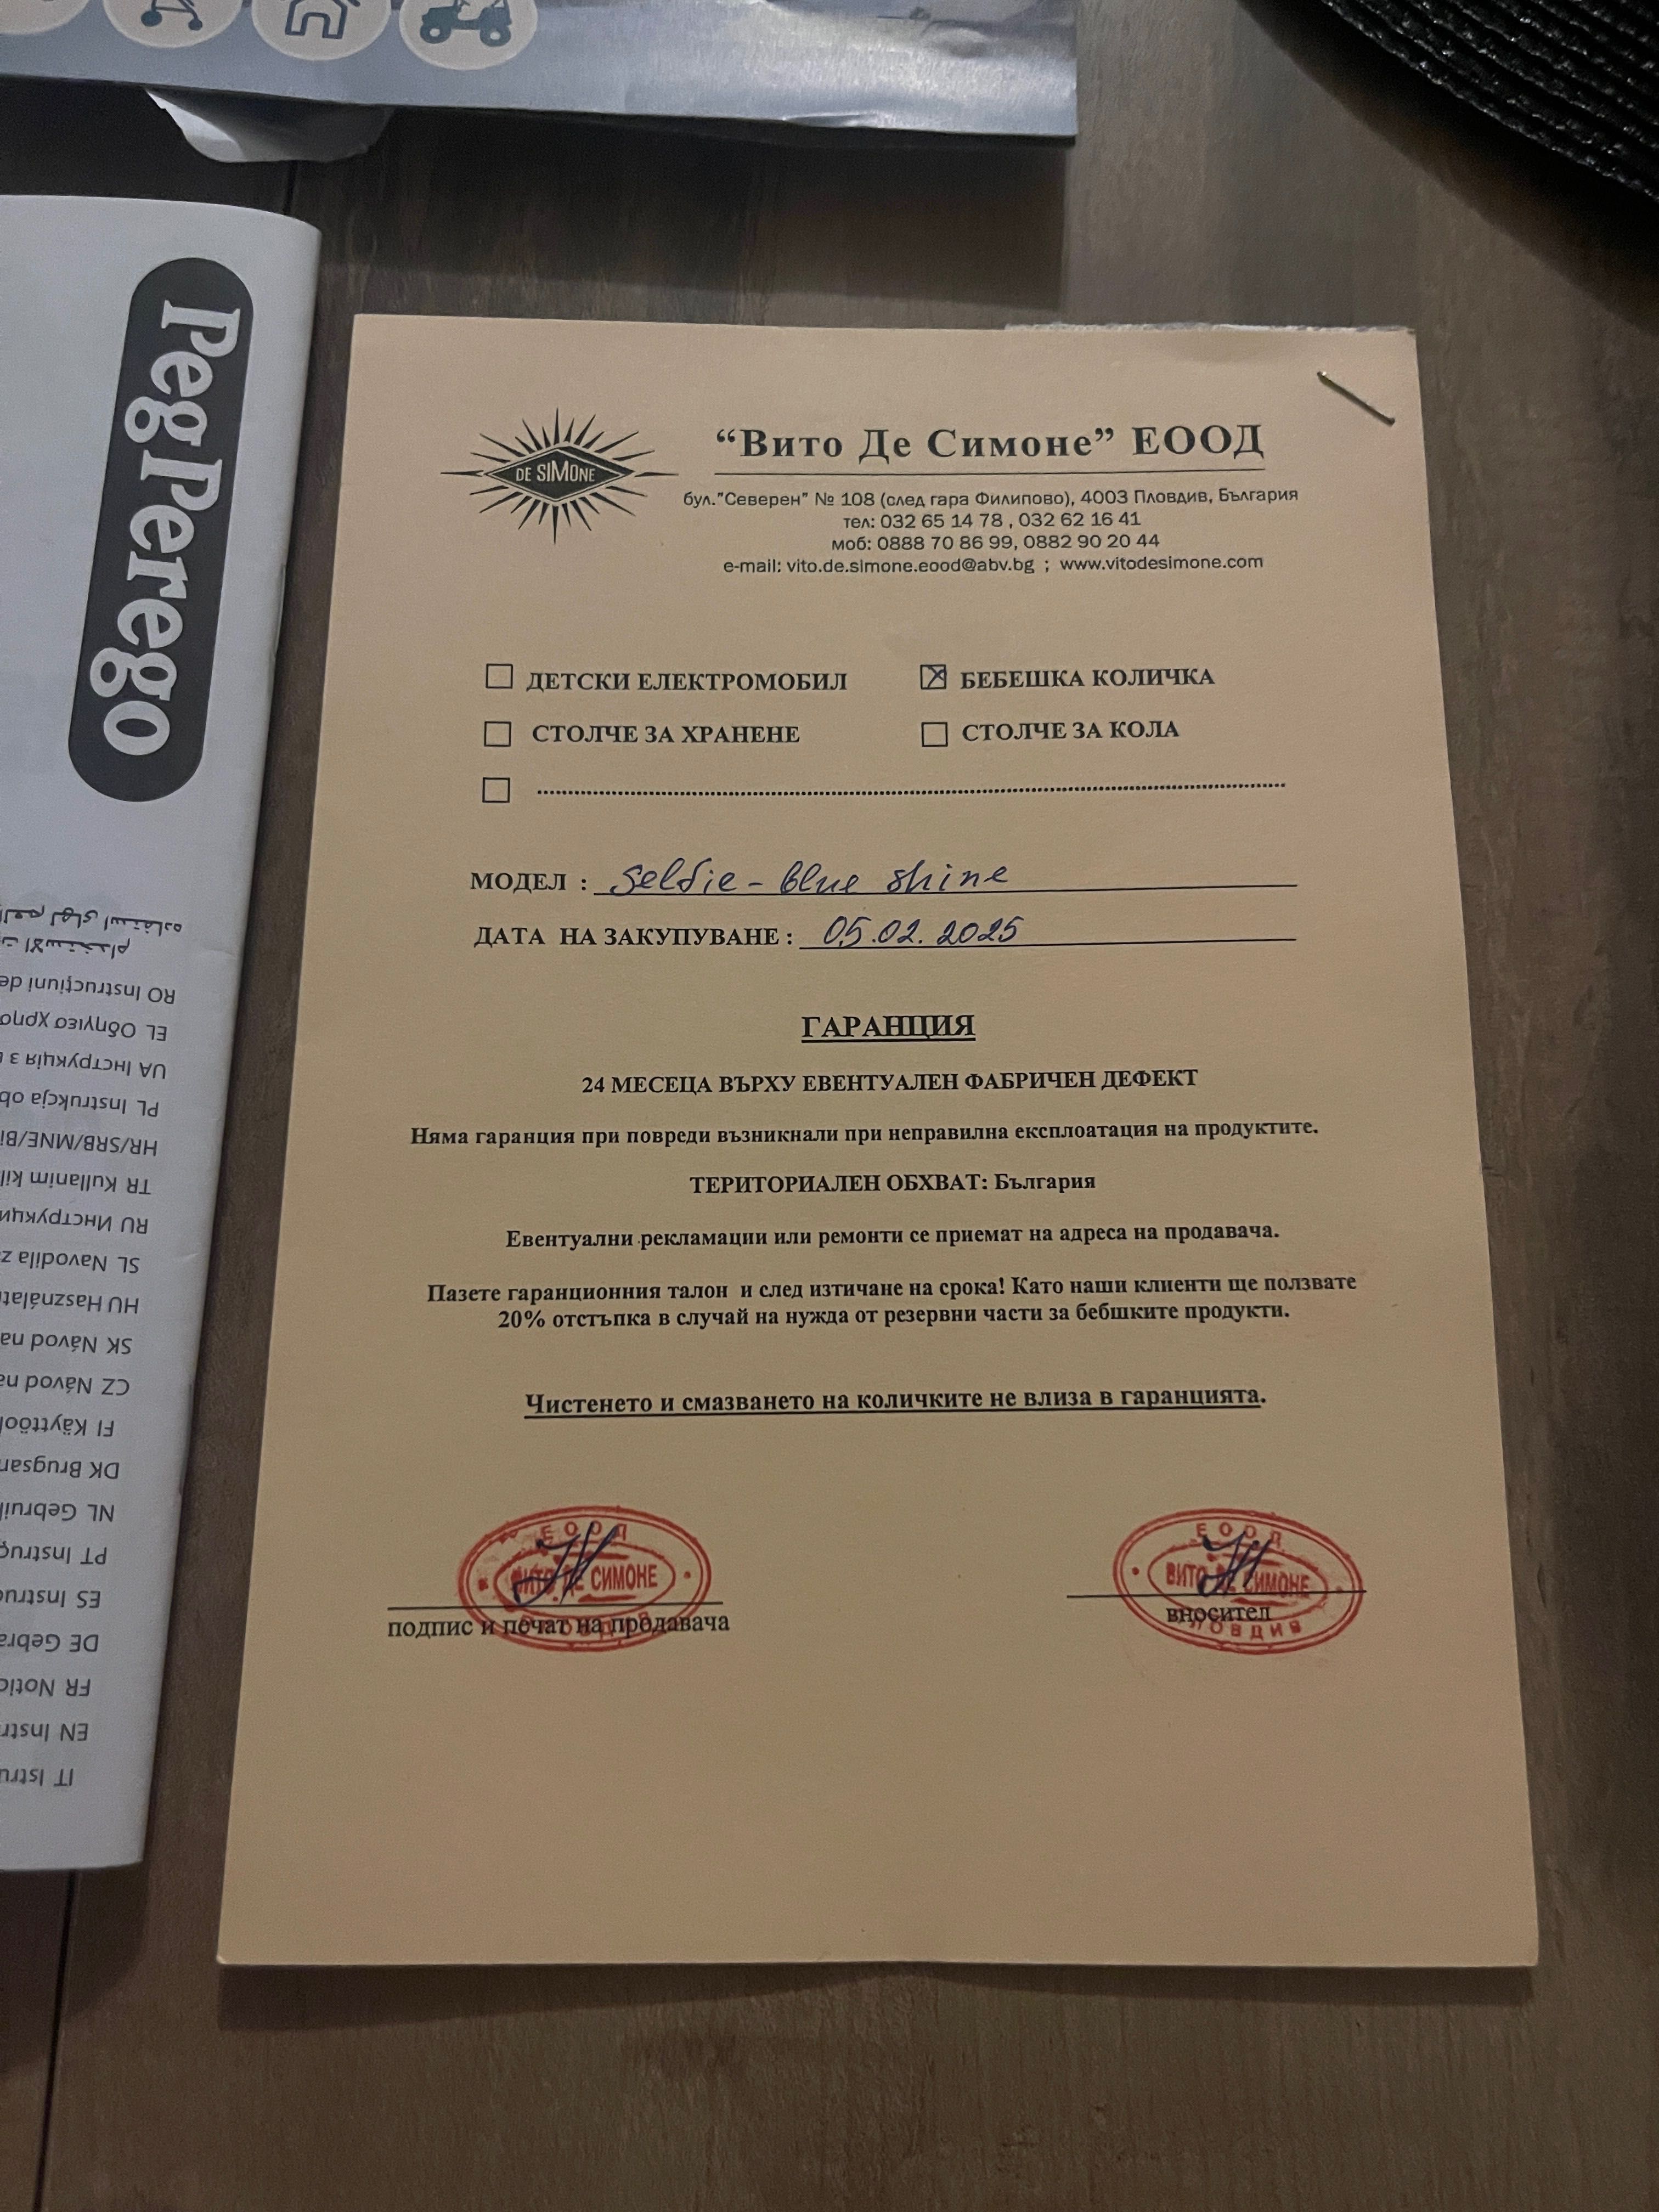 PegPerego
RO Instrucțiuni de
EL Οδηγιεσ χρησ
UA Інструкція з
PL Instrukcja ob
HR/SRB/MNE/BI
TR Kullanim kil
RU Инструкци
SL Navodila za
HU Használat
SK Návod na
CZ Návod na
FI Käyttöol
DK Brugsan
NL Gebruik
PT Instruç
ES Instruc
DE Gebra
FR Notic
EN Instr
IT Istru
DE SIMONE
“Вито Де Симоне” ЕООД
бул."Северен" № 108 (след гара Филипово), 4003 Пловдив, България
тел: 032 65 14 78 , 032 62 16 41
моб: 0888 70 86 99, 0882 90 20 44
e-mail: vito.de.simone.eood@abv.bg ; www.vitodesimone.com
ДЕТСКИ ЕЛЕКТРОМОБИЛ БЕБЕШКА КОЛИЧКА
СТОЛЧЕ ЗА ХРАНЕНЕ СТОЛЧЕ ЗА КОЛА
МОДЕЛ : Selfie - blue shine
ДАТА НА ЗАКУПУВАНЕ : 05.02.2025
ГАРАНЦИЯ
24 МЕСЕЦА ВЪРХУ ЕВЕНТУАЛЕН ФАБРИЧЕН ДЕФЕКТ
Няма гаранция при повреди възникнали при неправилна експлоатация на продуктите.
ТЕРИТОРИАЛЕН ОБХВАТ: България
Евентуални рекламации или ремонти се приемат на адреса на продавача.
Пазете гаранционния талон и след изтичане на срока! Като наши клиенти ще ползвате
20% отстъпка в случай на нужда от резервни части за бебшките продукти.
Чистенето и смазването на количките не влиза в гаранцията.
ЕООД
ВИТО ДЕ СИМОНЕ
подпис и печат на продавача
ЕООД
ВИТО ДЕ СИМОНЕ
вносител
ПЛОВДИВ